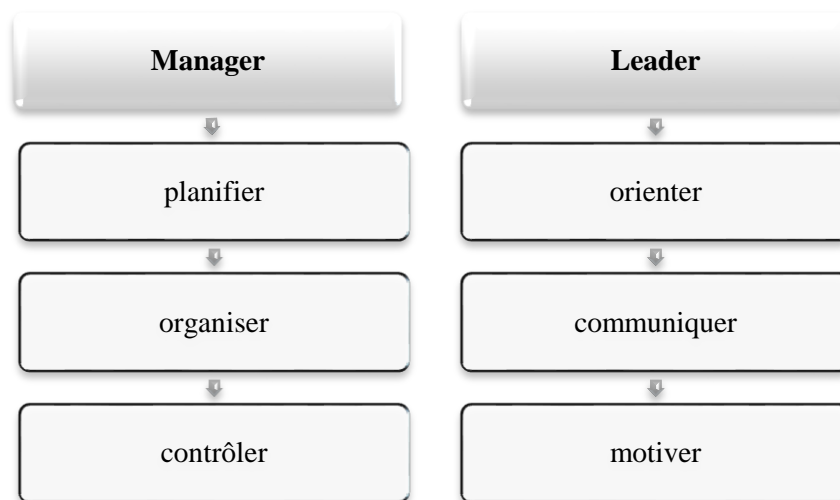 Manager
planifier
organiser
contrôler
Leader
orienter
communiquer
motiver